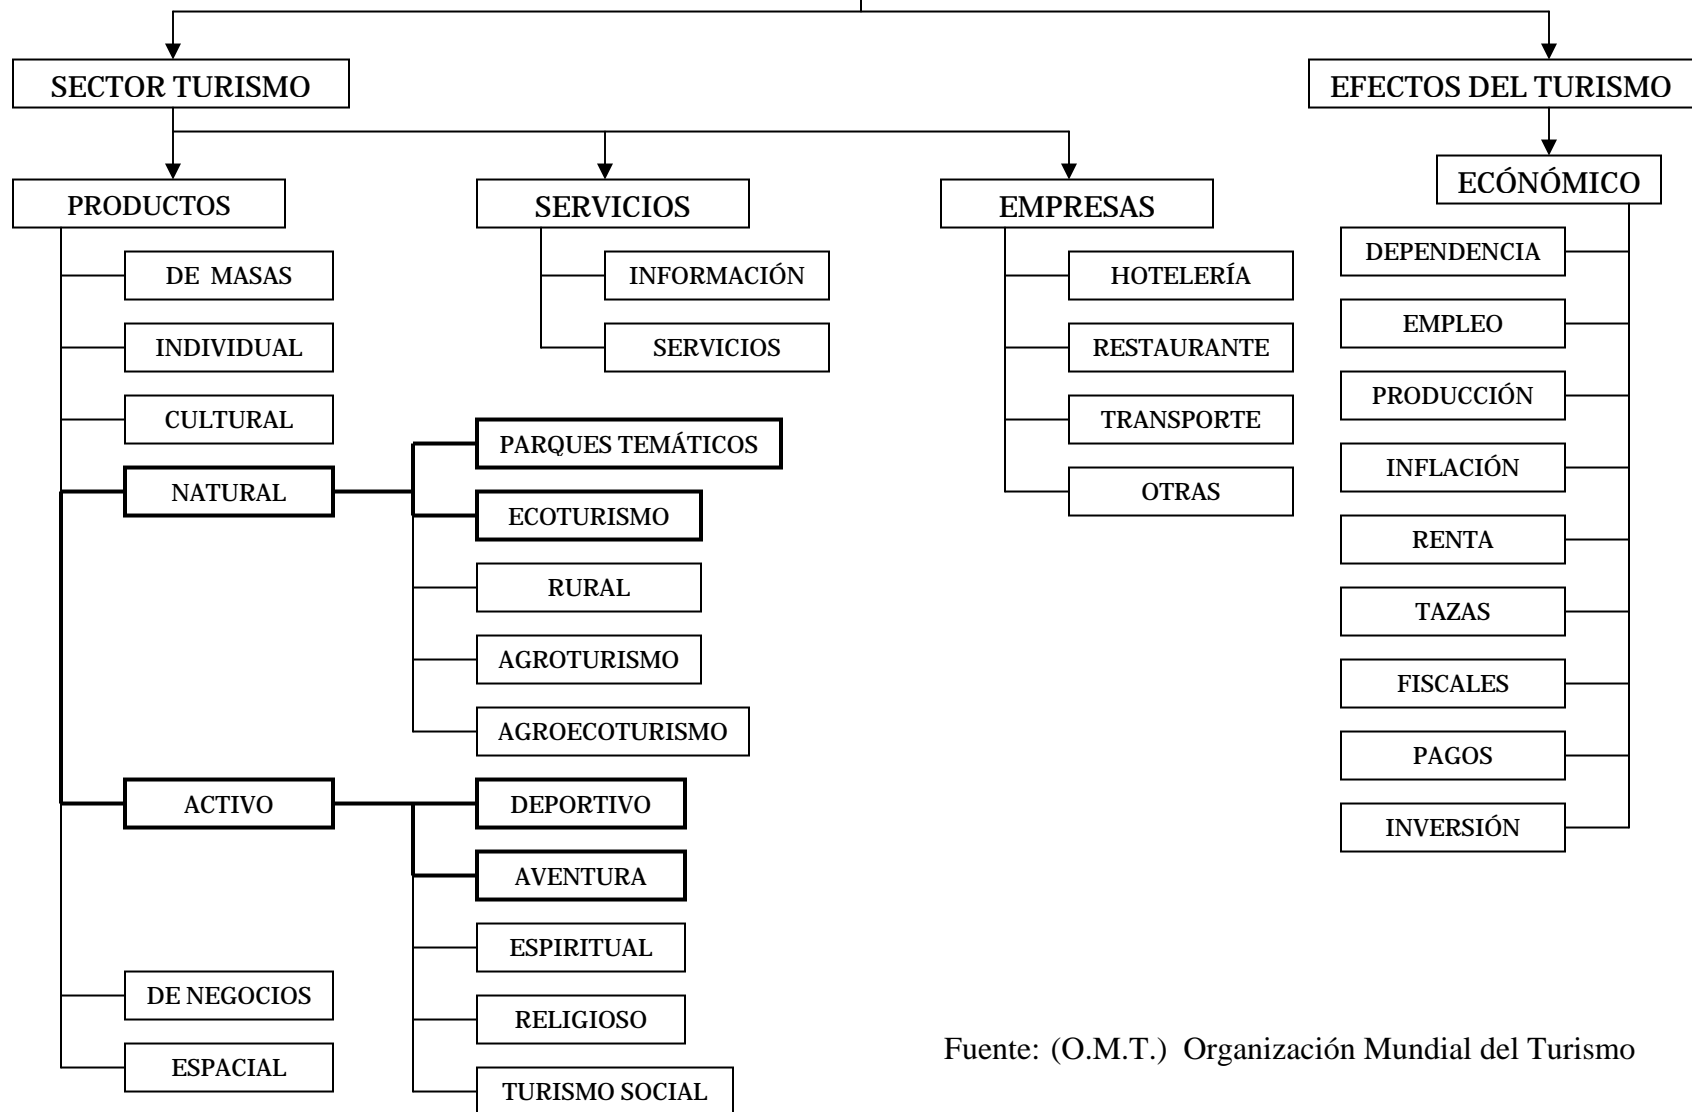 SECTOR TURISMO
EFECTOS DEL TURISMO
PRODUCTOS
SERVICIOS
EMPRESAS
ECÓNÓMICO
DE MASAS
INDIVIDUAL
CULTURAL
NATURAL
PARQUES TEMÁTICOS
ECOTURISMO
RURAL
AGROTURISMO
AGROECOTURISMO
ACTIVO
DEPORTIVO
AVENTURA
ESPIRITUAL
RELIGIOSO
TURISMO SOCIAL
DE NEGOCIOS
ESPACIAL
INFORMACIÓN
SERVICIOS
HOTELERÍA
RESTAURANTE
TRANSPORTE
OTRAS
DEPENDENCIA
EMPLEO
PRODUCCIÓN
INFLACIÓN
RENTA
TAZAS
FISCALES
PAGOS
INVERSIÓN
Fuente: (O.M.T.) Organización Mundial del Turismo